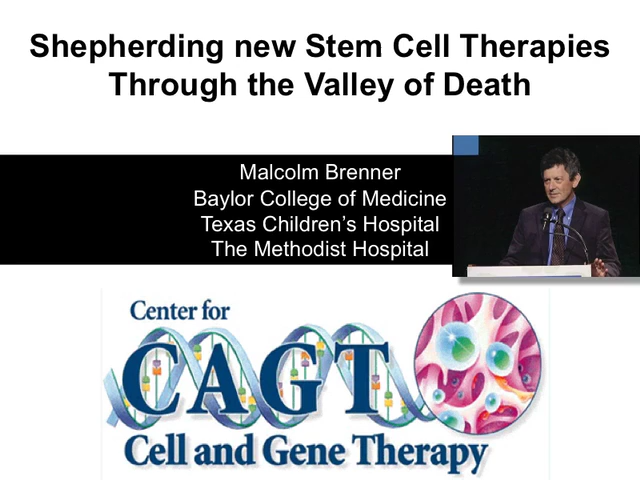 Shepherding new Stem Cell Therapies
Through the Valley of Death
Malcolm Brenner
Baylor College of Medicine
Texas Children's Hospital
The Methodist Hospital
Center for
CAGT
Cell and Gene Therapy